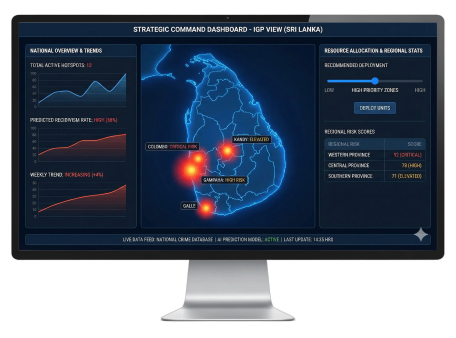 STRATEGIC COMMAND DASHBOARD - IGP VIEW (SRI LANKA)
NATIONAL OVERVIEW & TRENDS
TOTAL ACTIVE HOTSPOTS: 12
PREDICTED RECIDIVISM RATE: HIGH (68%)
WEEKLY TREND: INCREASING (+4%)
COLOMBO: CRITICAL RISK
KANDY: ELEVATED
GAMPAHA: HIGH RISK
GALLE
RESOURCE ALLOCATION & REGIONAL STATS
RECOMMENDED DEPLOYMENT
LOW HIGH PRIORITY ZONES HIGH
DEPLOY UNITS
REGIONAL RISK SCORES
REGIONAL RISK SCORE
WESTERN PROVINCE 92 (CRITICAL)
CENTRAL PROVINCE 78 (HIGH)
SOUTHERN PROVINCE 71 (ELEVATED)
LIVE DATA FEED: NATIONAL CRIME DATABASE | AI PREDICTION MODEL: ACTIVE | LAST UPDATE: 14:35 HRS